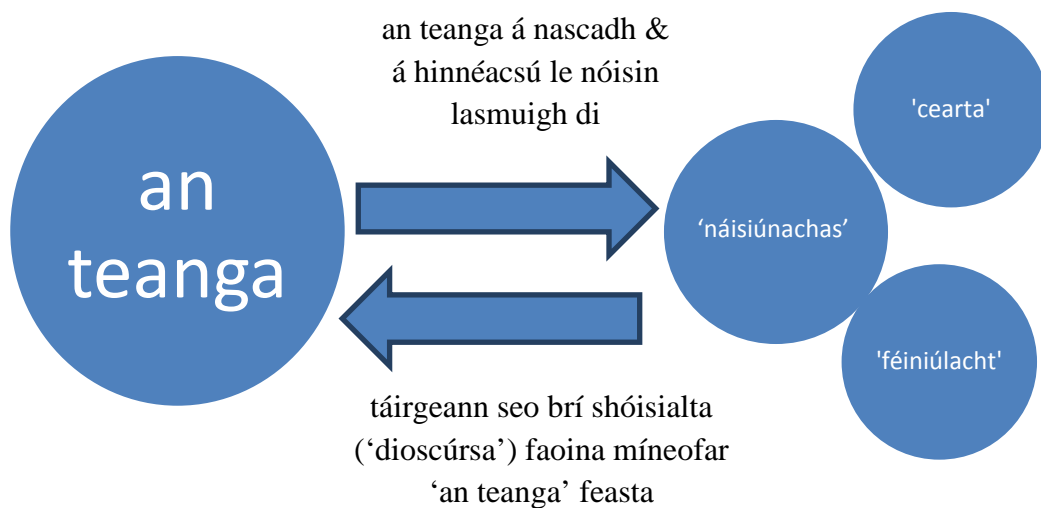 an teanga á nascadh &
á hinnéacsú le nóisin
lasmuigh di
an
teanga
'cearta'
‘náisiúnachas’
'féiniúlacht'
táirgeann seo brí shóisialta
(‘dioscúrsa’) faoina míneofar
‘an teanga’ feasta